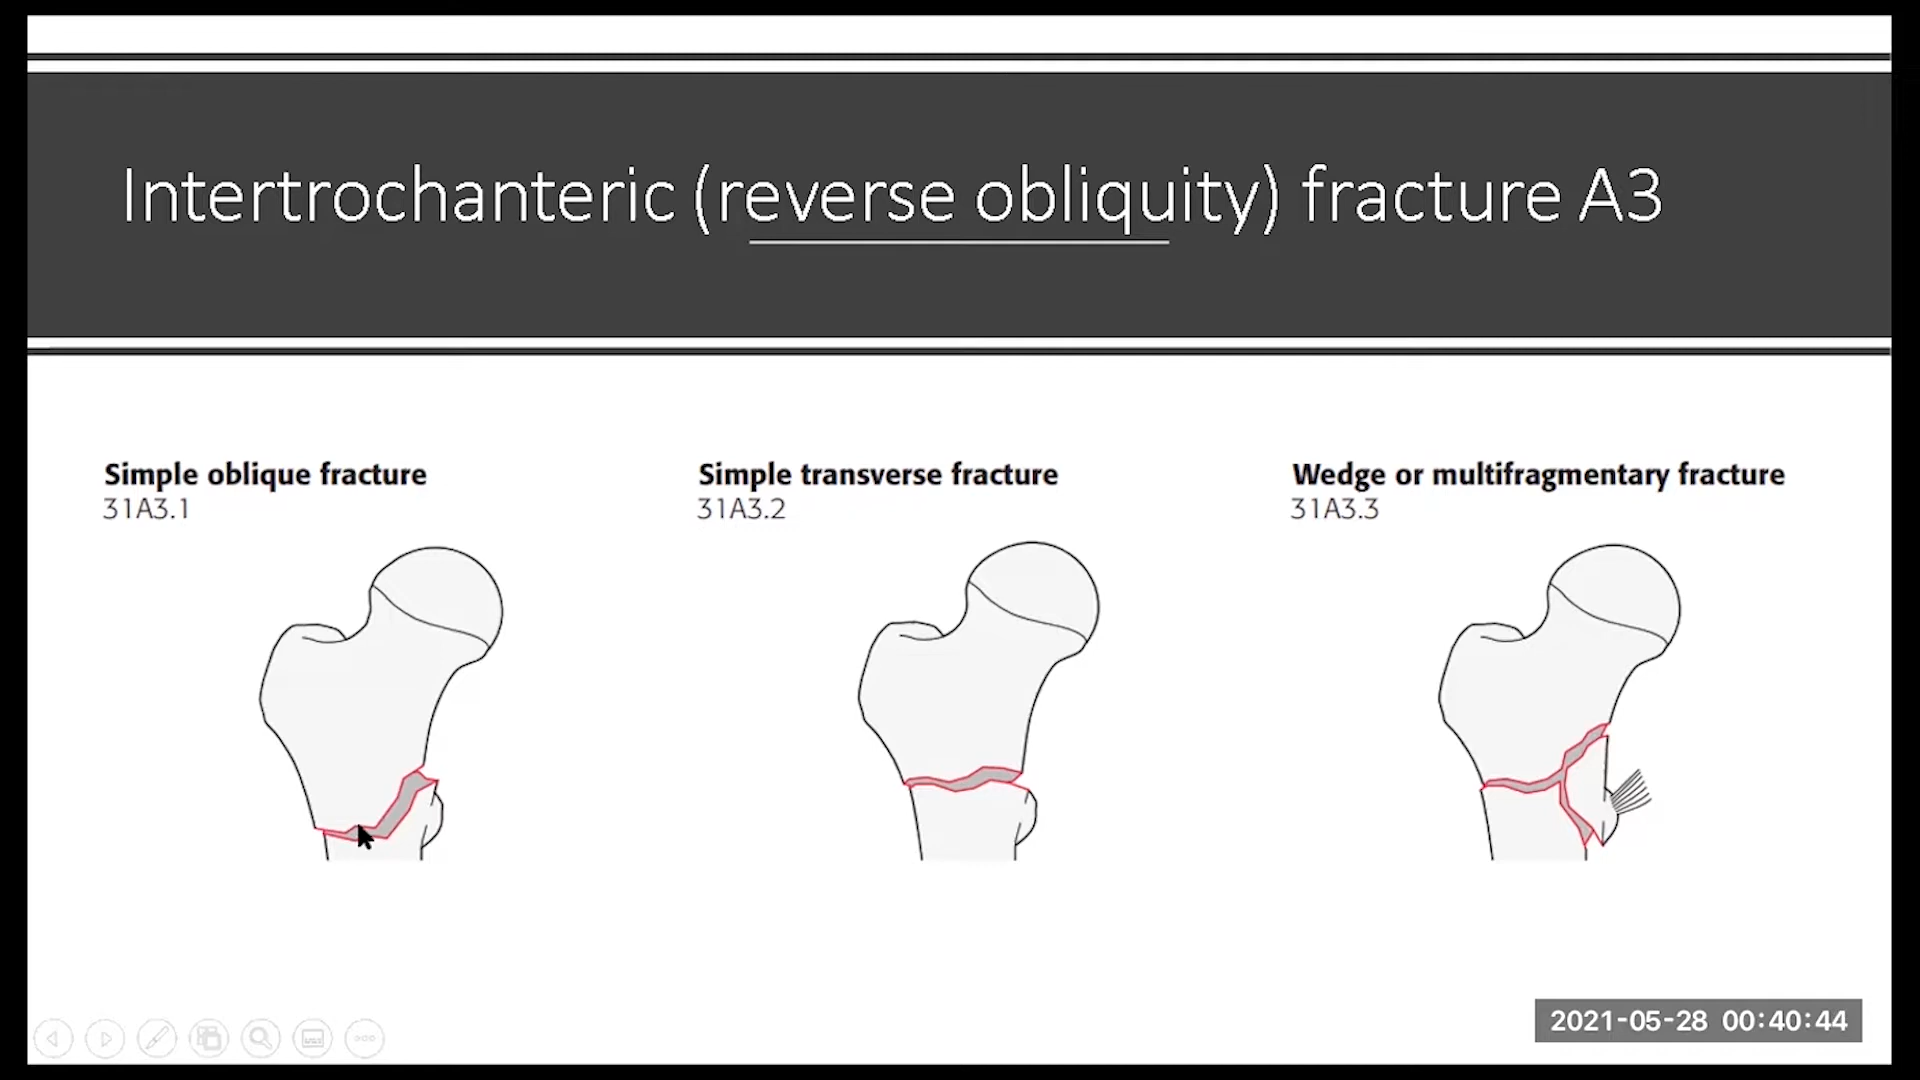 Intertrochanteric (reverse obliquity) fracture A3
Simple oblique fracture
31A3.1
Simple transverse fracture
31A3.2
Wedge or multifragmentary fracture
31A3.3
2021-05-28 00:40:44